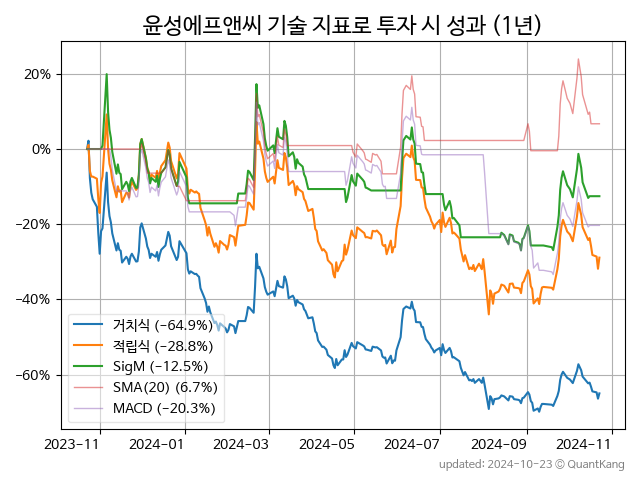 윤성에프앤씨 기술 지표로 투자 시 성과 (1년)
20%
0%
−20%
−40%
−60%
거치식 (−64.9%)
적립식 (−28.8%)
SigM (−12.5%)
SMA(20) (6.7%)
MACD (−20.3%)
2023-11 2024-01 2024-03 2024-05 2024-07 2024-09 2024-11
updated: 2024-10-23 © QuantKang